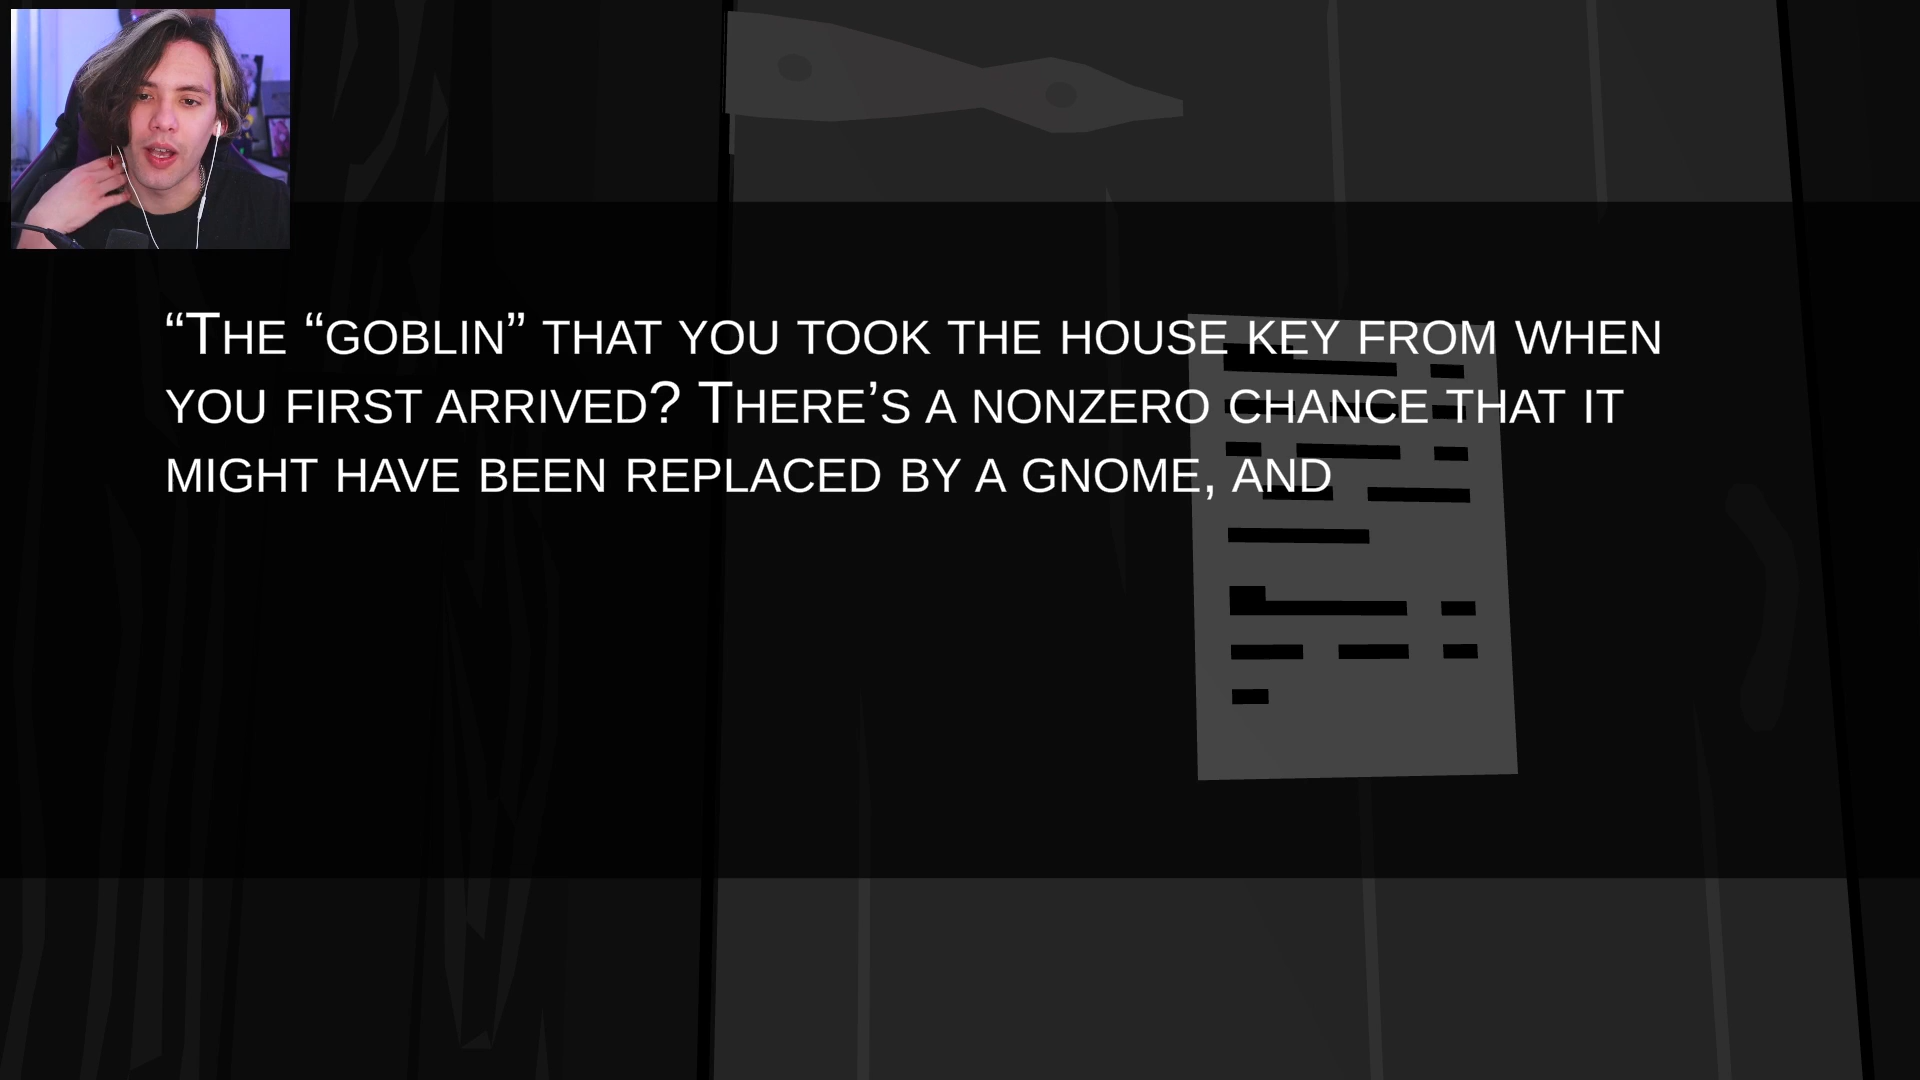 “The “goblin” that you took the house key from when
you first arrived? There’s a nonzero chance that it
might have been replaced by a gnome, and